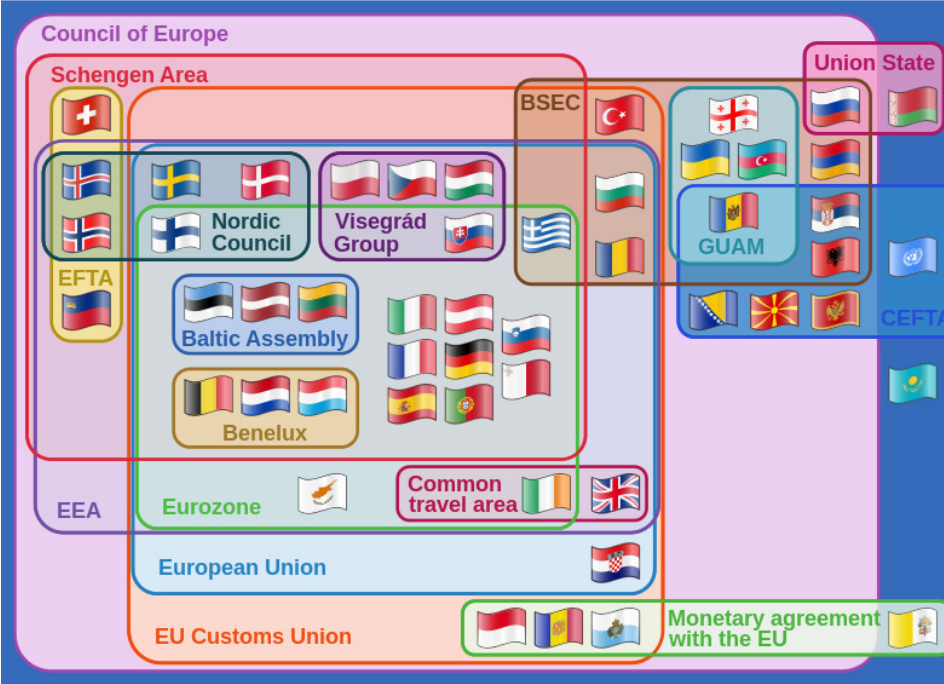 Council of Europe
Schengen Area
Union State
BSEC
Nordic
Council
Visegrád
Group
GUAM
EFTA
CEFTA
Baltic Assembly
Benelux
Common
travel area
Eurozone
EEA
European Union
EU Customs Union
Monetary agreement
with the EU